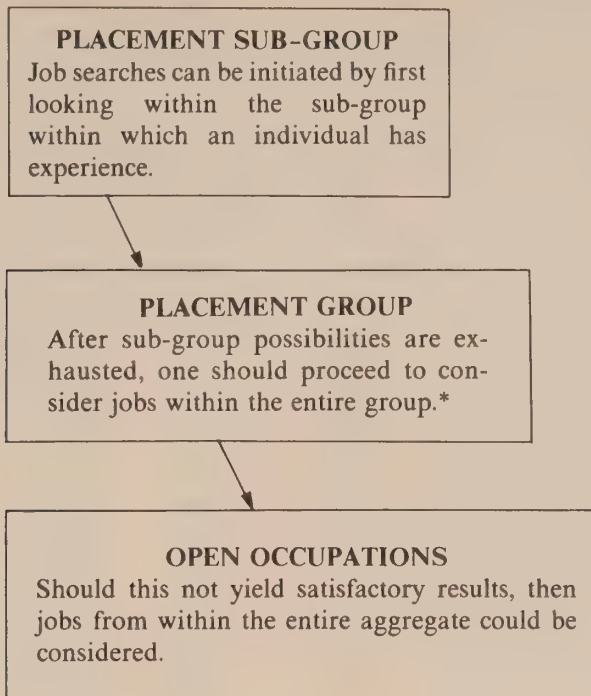 PLACEMENT SUB-GROUP
Job searches can be initiated by first
looking within the sub-group
within which an individual has
experience.
PLACEMENT GROUP
After sub-group possibilities are ex-
hausted, one should proceed to con-
sider jobs within the entire group.*
OPEN OCCUPATIONS
Should this not yield satisfactory results, then
jobs from within the entire aggregate could be
considered.